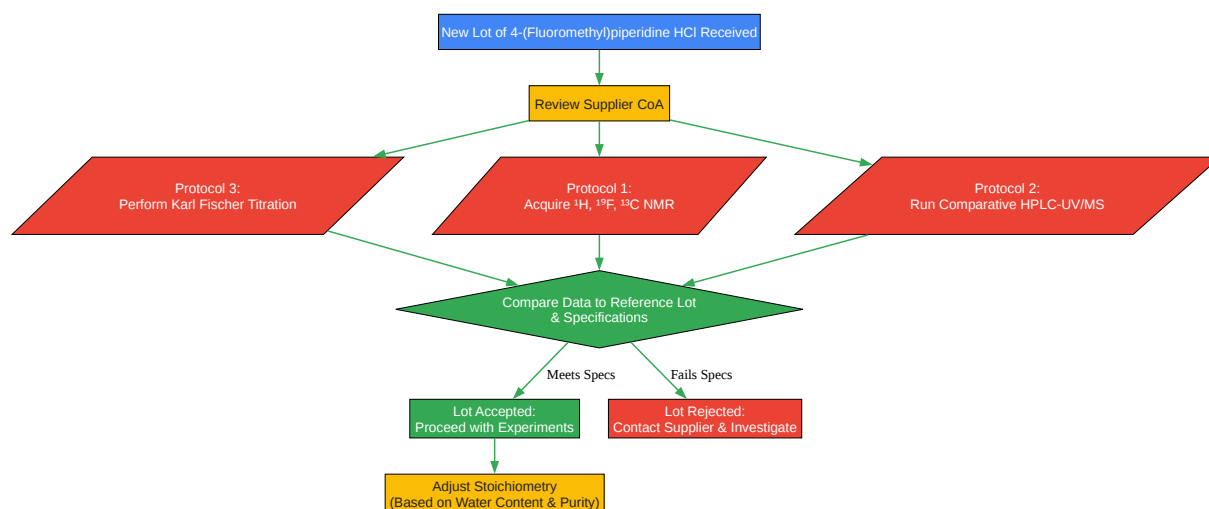 New Lot of 4-(Fluoromethyl)piperidine HCl Received
Review Supplier CoA
Protocol 3:
Perform Karl Fischer Titration
Protocol 1:
Acquire ¹H, ¹⁹F, ¹³C NMR
Protocol 2:
Run Comparative HPLC-UV/MS
Compare Data to Reference Lot
& Specifications
Meets Specs
Fails Specs
Lot Accepted:
Proceed with Experiments
Lot Rejected:
Contact Supplier & Investigate
Adjust Stoichiometry
(Based on Water Content & Purity)